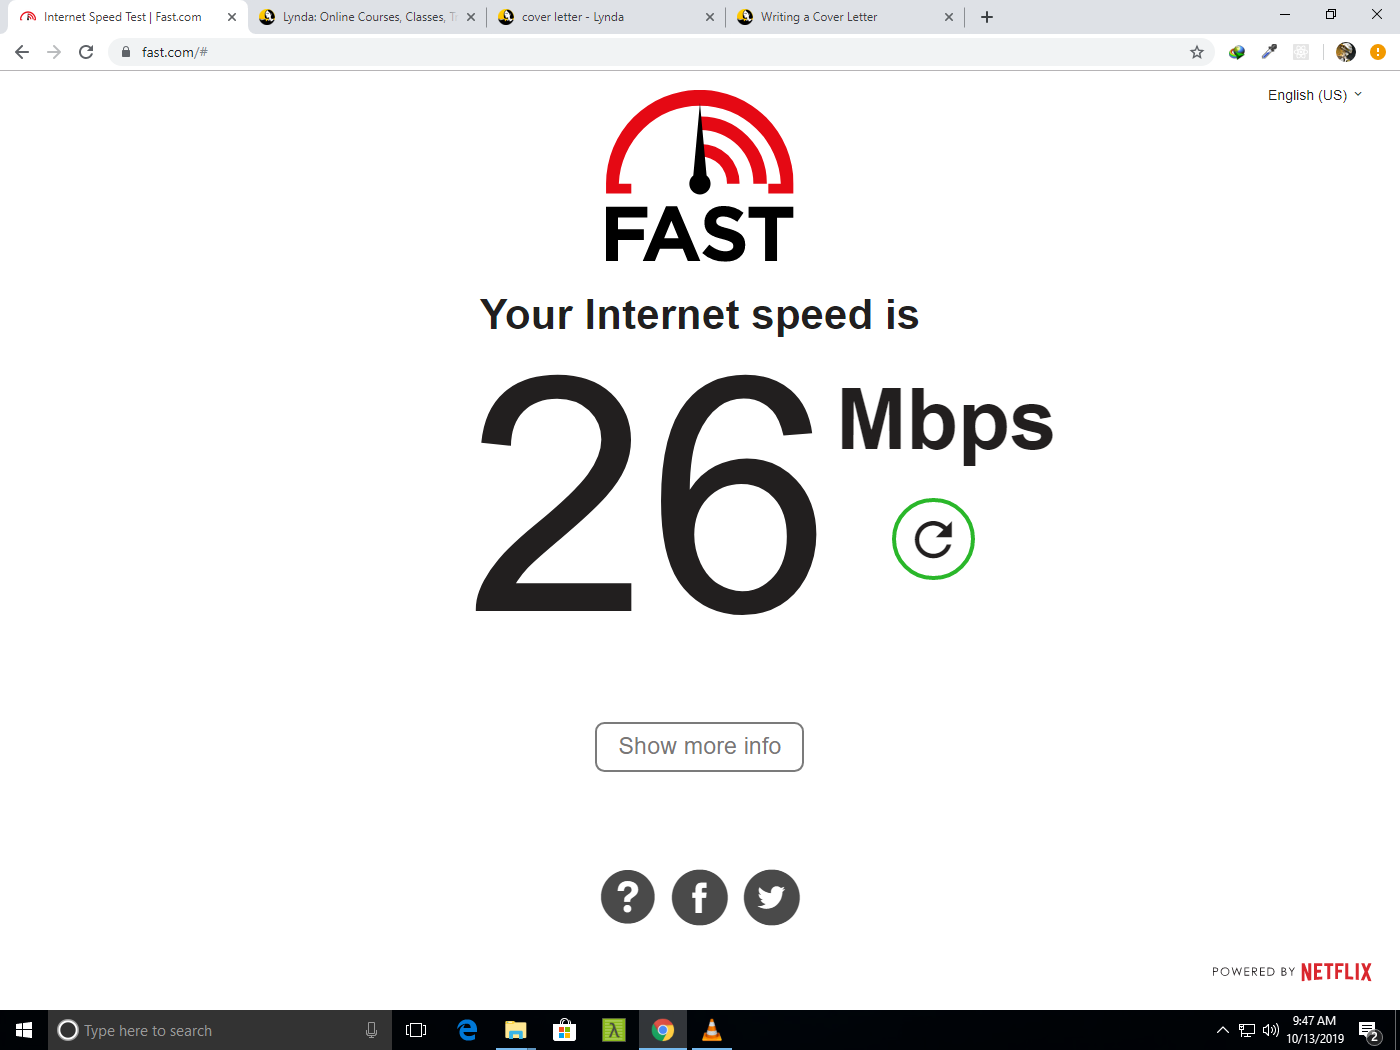 Internet Speed Test | Fast.com
Lynda: Online Courses, Classes, Tr
cover letter - Lynda
Writing a Cover Letter
fast.com/#
English (US)
FAST
Your Internet speed is
26 Mbps
Show more info
POWERED BY NETFLIX
Type here to search
9:47 AM
10/13/2019
2